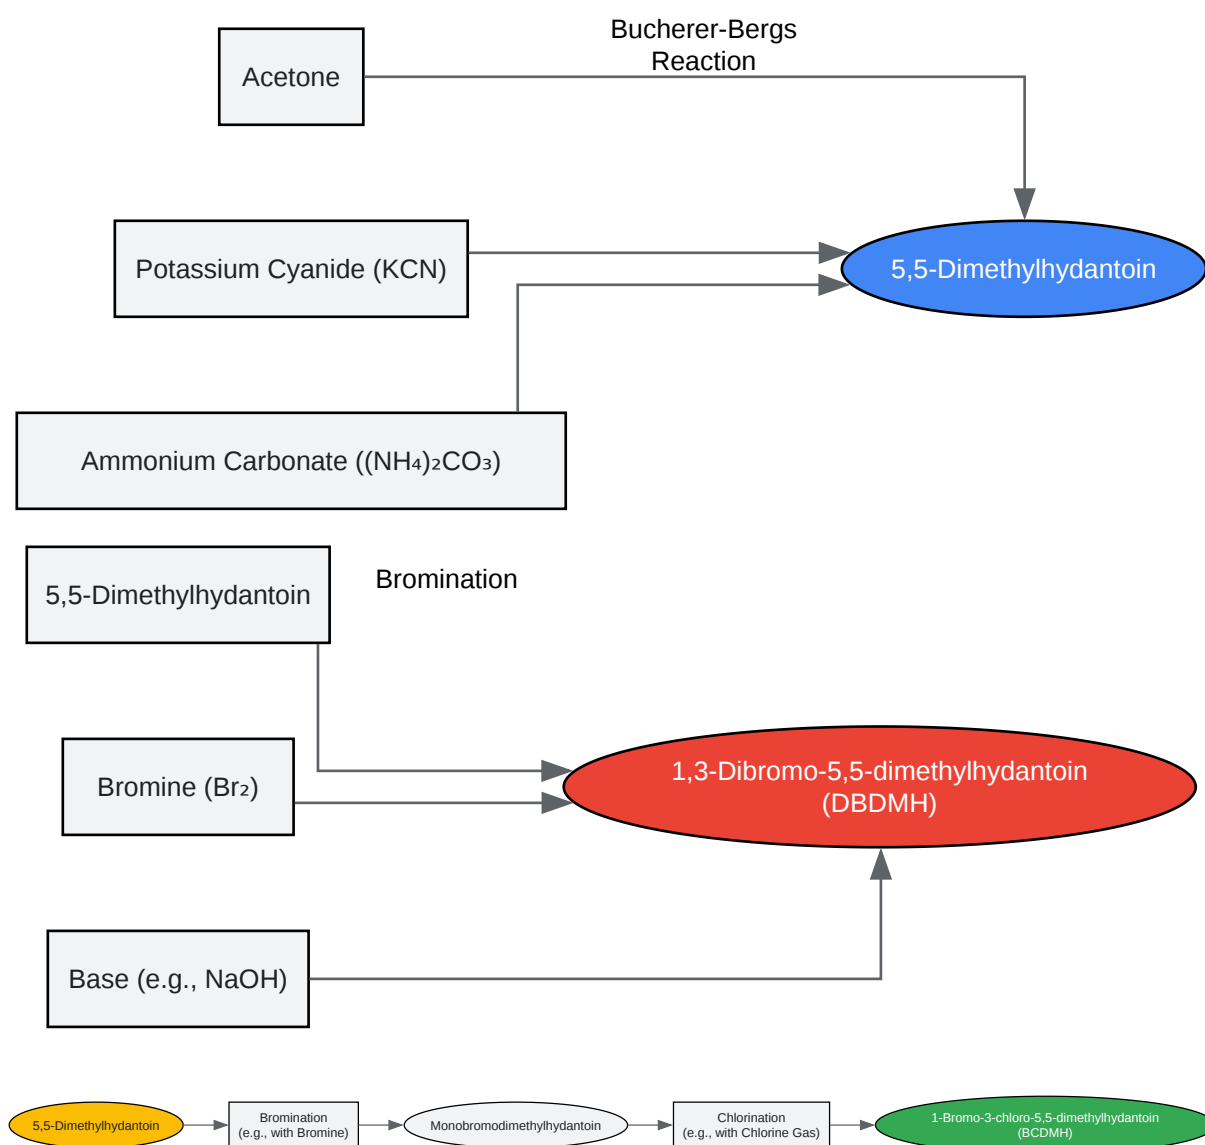 Bucherer-Bergs
Reaction
Acetone
Potassium Cyanide (KCN)
5,5-Dimethylhydantoin
Ammonium Carbonate ((NH₄)₂CO₃)
5,5-Dimethylhydantoin
Bromination
Bromine (Br₂)
1,3-Dibromo-5,5-dimethylhydantoin
(DBDMH)
Base (e.g., NaOH)
5,5-Dimethylhydantoin
Bromination
(e.g., with Bromine)
Monobromodimethylhydantoin
Chlorination
(e.g., with Chlorine Gas)
1-Bromo-3-chloro-5,5-dimethylhydantoin
(BCDMH)